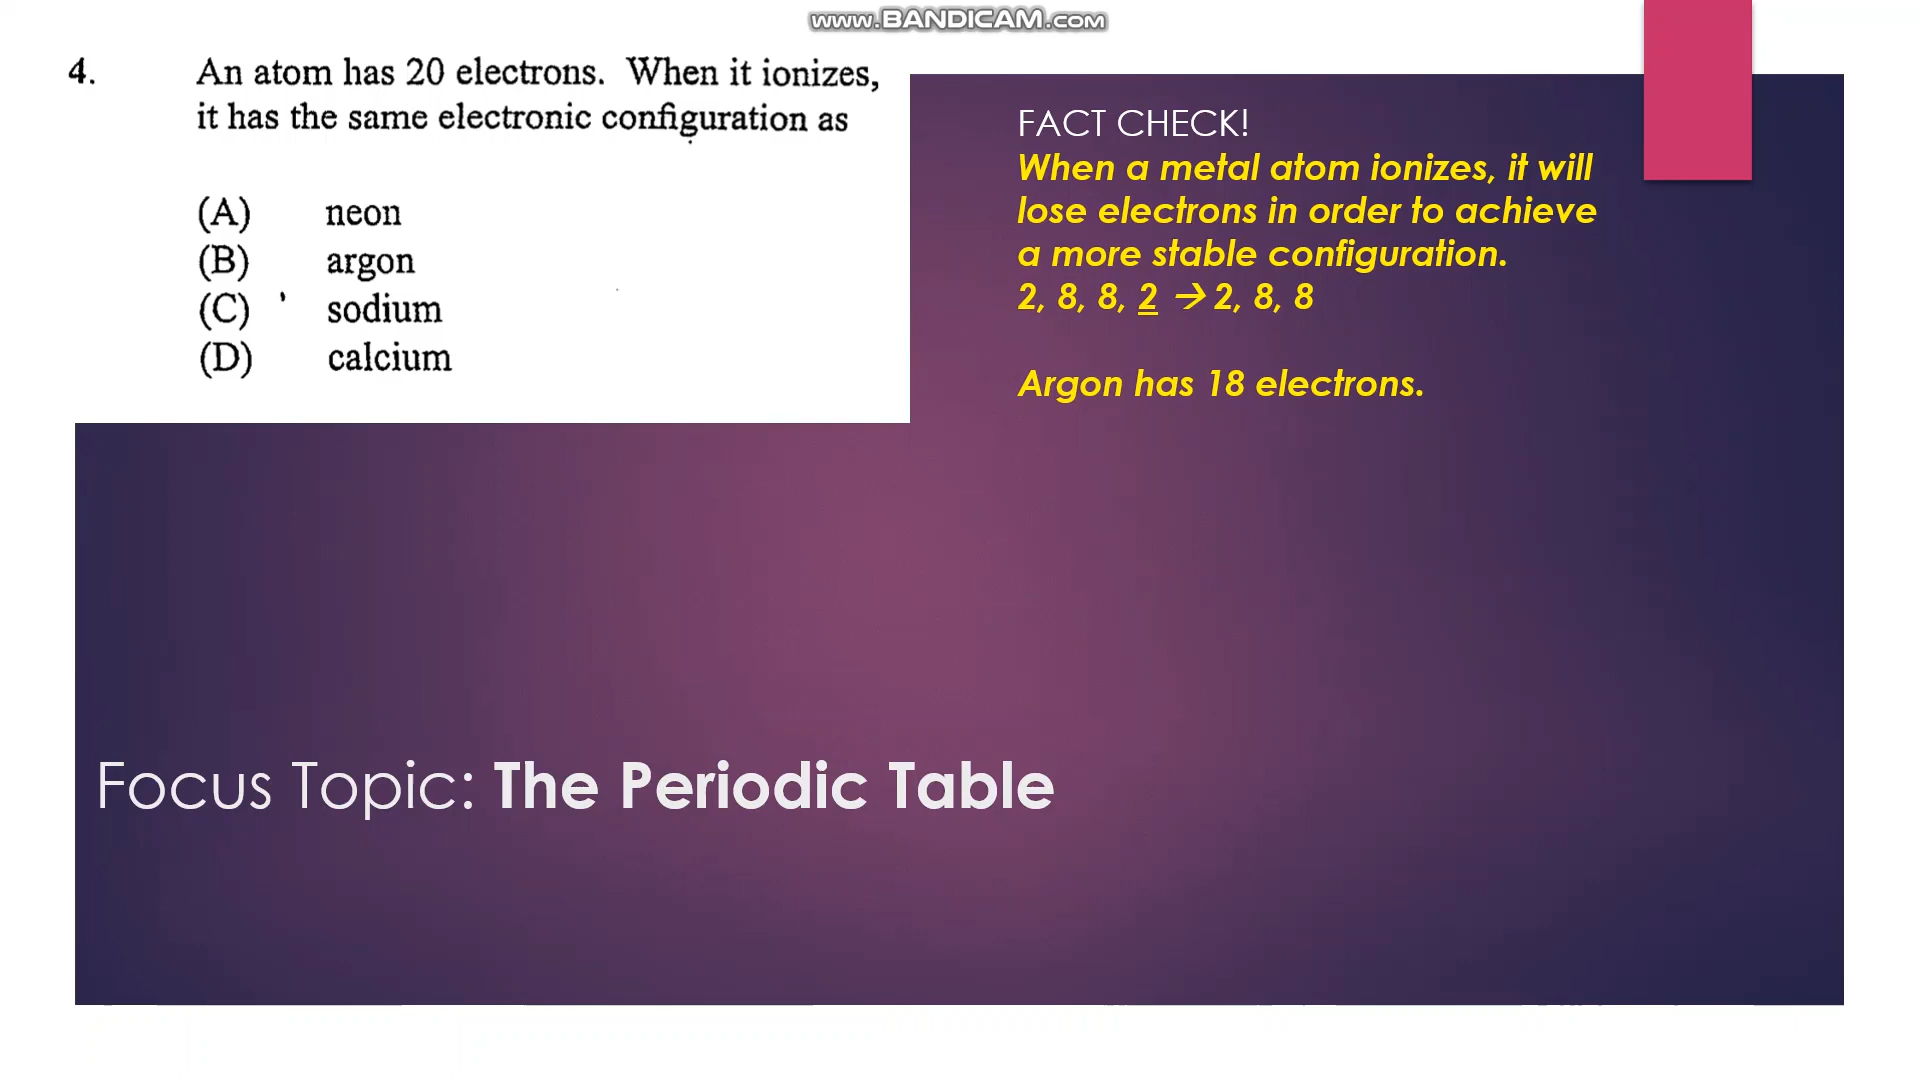 www.BANDICAM.com
4. An atom has 20 electrons. When it ionizes,
it has the same electronic configuration as
(A) neon
(B) argon
(C) sodium
(D) calcium
FACT CHECK!
When a metal atom ionizes, it will
lose electrons in order to achieve
a more stable configuration.
2, 8, 8, 2 → 2, 8, 8
Argon has 18 electrons.
Focus Topic: The Periodic Table